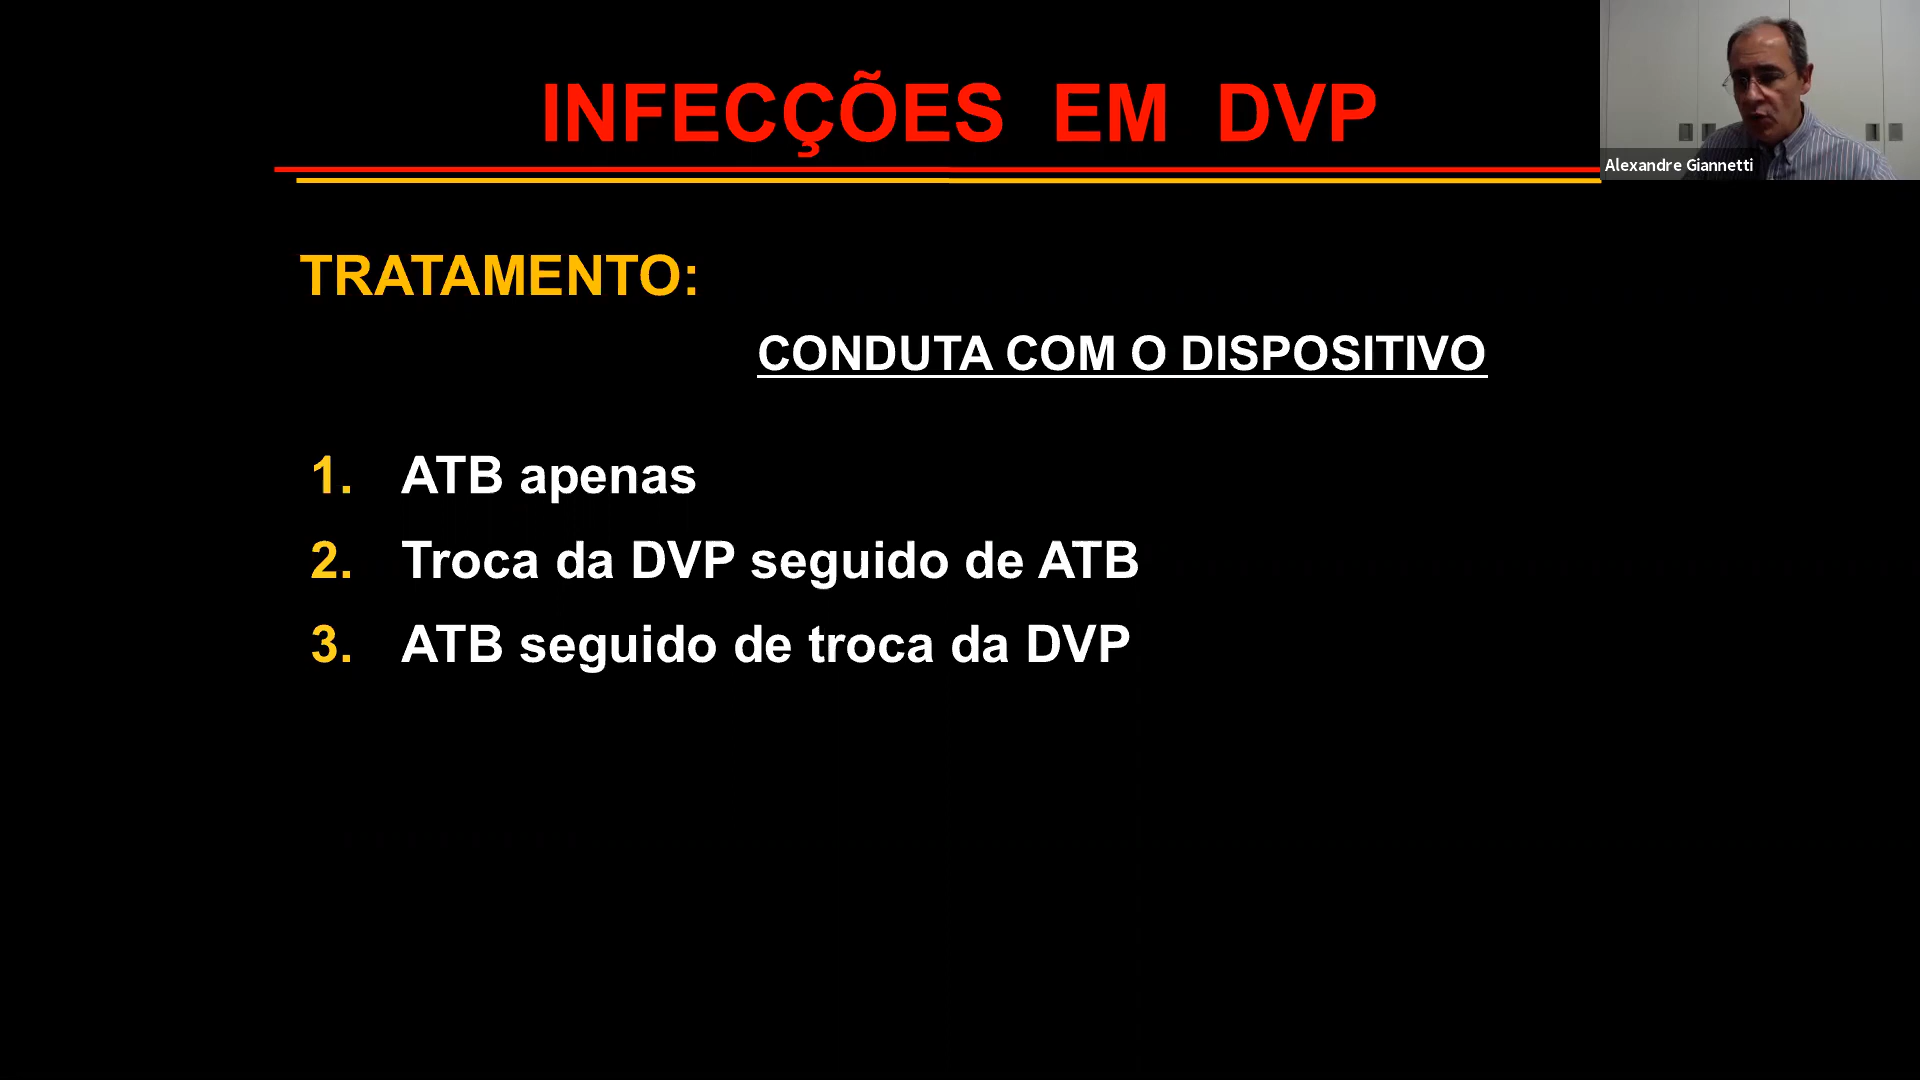 INFECÇÕES EM DVP
Alexandre Giannetti
TRATAMENTO:
CONDUTA COM O DISPOSITIVO
1. ATB apenas
2. Troca da DVP seguido de ATB
3. ATB seguido de troca da DVP